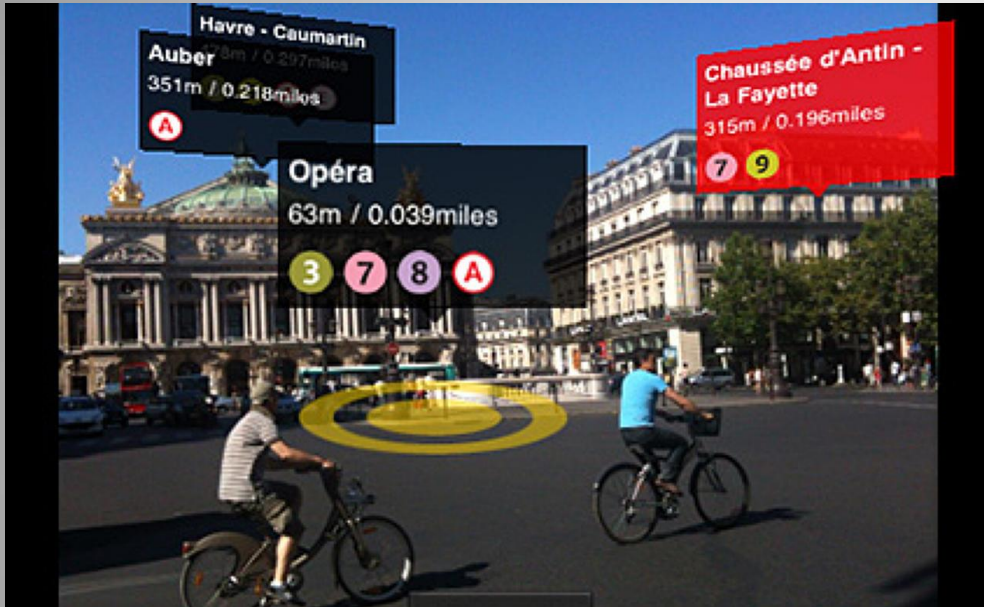 Havre - Caumartin
Auber
351m / 0.218miles
A
Opéra
63m / 0.039miles
3 7 8 A
Chaussée d'Antin -
La Fayette
315m / 0.196miles
7 9